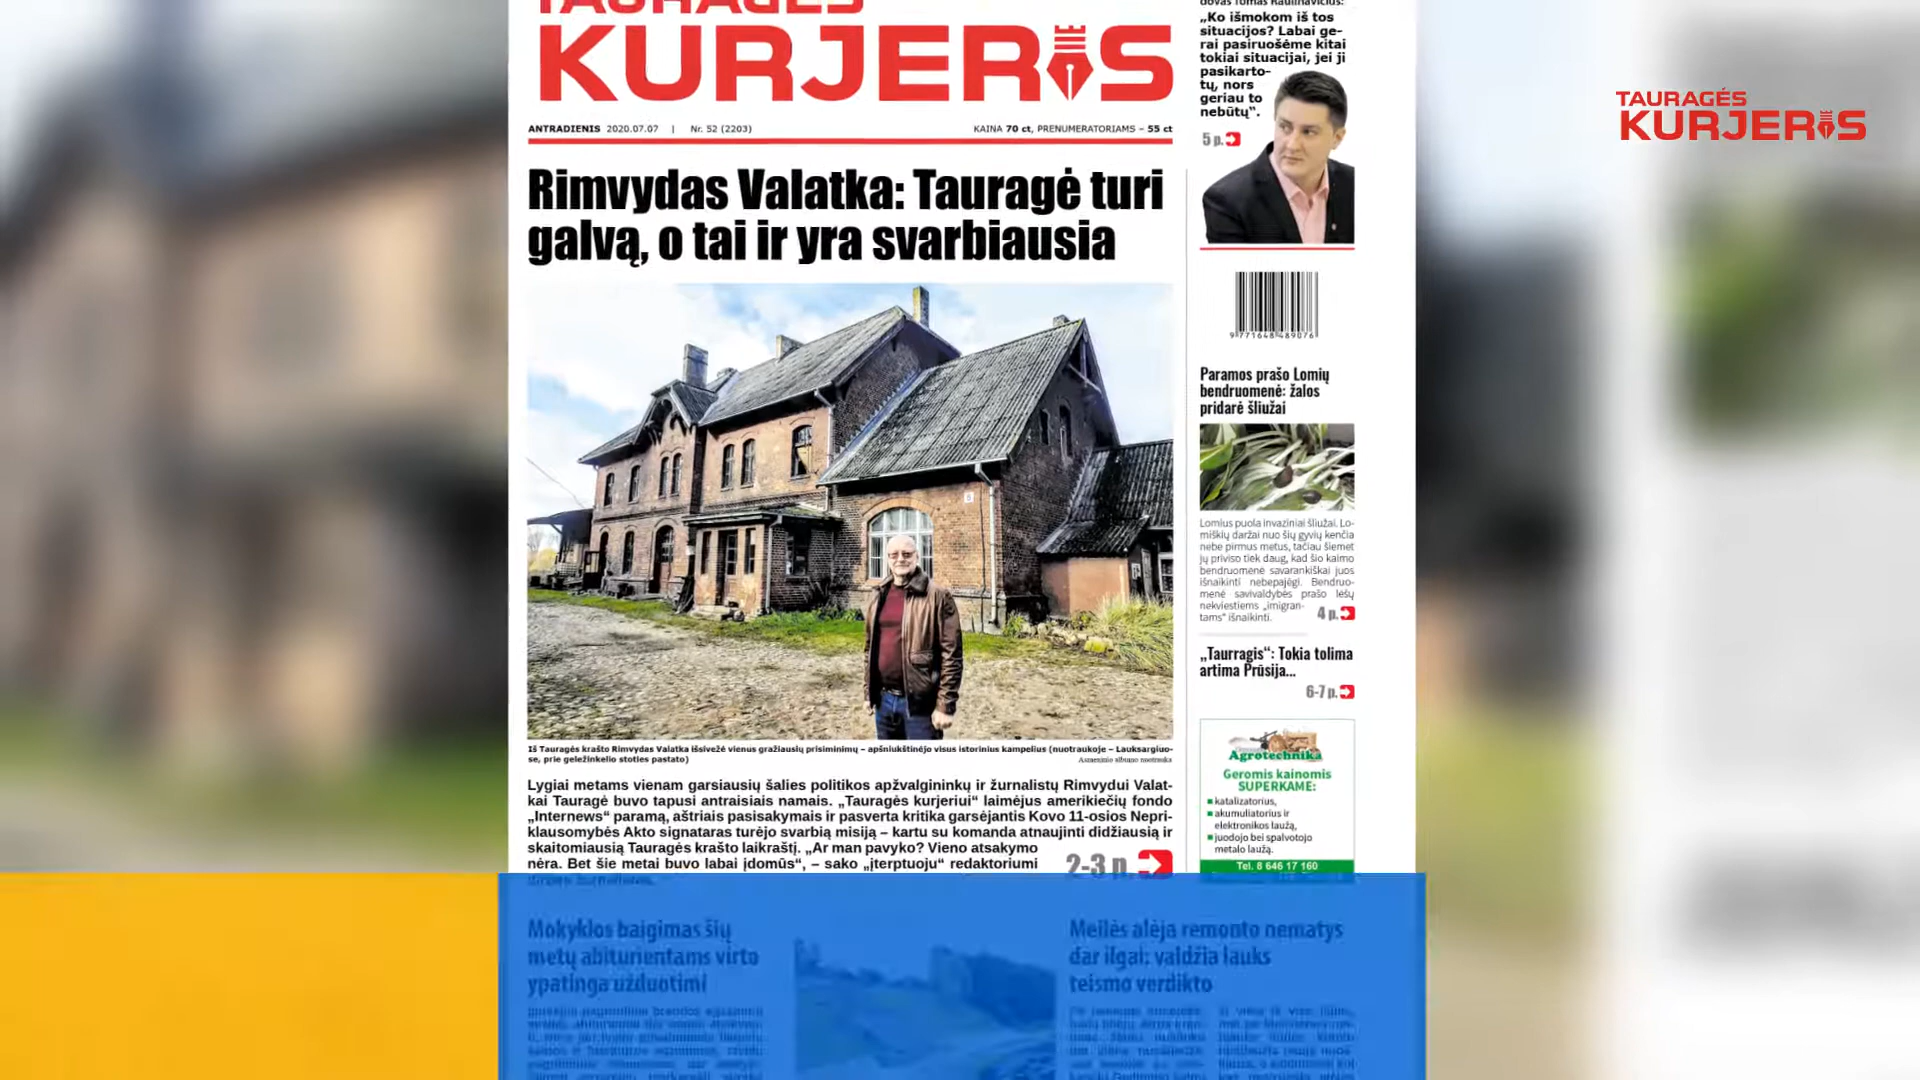 TAURAGĖS
KURJERIS
ANTRADIENIS 2020.07.07 | Nr. 52 (2203)
KAINA 70 ct, PRENUMERATORIAMS – 55 ct
Rimvydas Valatka: Tauragė turi
galvą, o tai ir yra svarbiausia
Iš Tauragės krašto Rimvydas Valatka išsivežė vienus gražiausių prisiminimų – apšniukštinėjo visus istorinius kampelius (nuotraukoje – Lauksargiuo-
se, prie geležinkelio stoties pastato)
Asmeninio albumo nuotrauka
Lygiai metams vienam garsiausių šalies politikos apžvalgininkų ir žurnalistų Rimvydui Valat-
kai Tauragė buvo tapusi antraisiais namais. „Tauragės kurjeriui“ laimėjus amerikiečių fondo
„Internews“ paramą, aštriais pasisakymais ir pasverta kritika garsėjantis Kovo 11-osios Nepri-
klausomybės Akto signataras turėjo svarbią misiją – kartu su komanda atnaujinti didžiausią ir
skaitomiausią Tauragės krašto laikraštį. „Ar man pavyko? Vieno atsakymo
nėra. Bet šie metai buvo labai įdomūs“, – sako „įterptuoju“ redaktoriumi
2-3 p.
dovas Tomas Raulinavičius:
„Ko išmokom iš tos
situacijos? Labai ge-
rai pasiruošėme kitai
tokiai situacijai, jei ji
pasikarto-
tų, nors
geriau to
nebūtų“.
5 p.
9 771648 489076
Paramos prašo Lomių
bendruomenė: žalos
pridarė šliužai
Lomius puola invaziniai šliužai. Lo-
miškių daržai nuo šių gyvių kenčia
nebe pirmus metus, tačiau šiemet
jų priviso tiek daug, kad šio kaimo
bendruomenė savarankiškai juos
išnaikinti nebepajėgi. Bendruo-
menė savivaldybės prašo lėšų
nekviestiems „imigran-
tams“ išnaikinti.
4 p.
„Taurragis“: Tokia tolima
artima Prūsija...
6-7 p.
Agrotechnika
Geromis kainomis
SUPERKAME:
katalizatorius,
akumuliatorius ir
elektronikos laužą,
juodojo bei spalvotojo
metalo laužą.
Tel. 8 646 17 160
Mokyklos baigimas šių
metų abiturientams virto
ypatinga užduotimi
Meilės alėja remonto nematys
dar ilgai: valdžia lauks
teismo verdikto
TAURAGĖS
KURJERIS